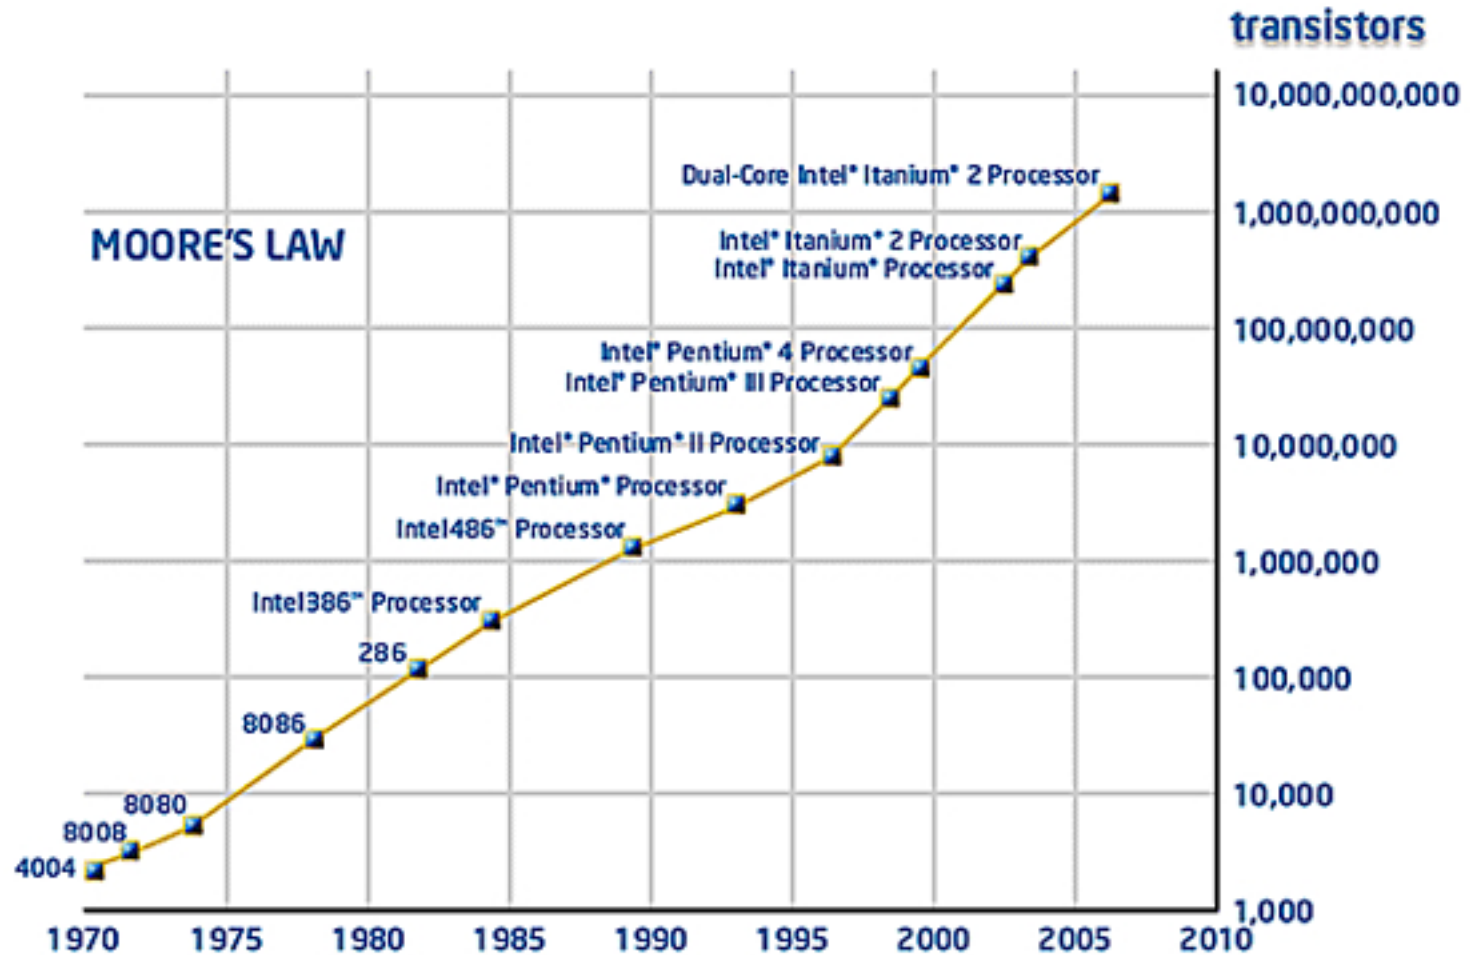 transistors
10,000,000,000
Dual-Core Intel® Itanium® 2 Processor
1,000,000,000
MOORE'S LAW
Intel® Itanium® 2 Processor
Intel® Itanium® Processor
100,000,000
Intel® Pentium® 4 Processor
Intel® Pentium® III Processor
Intel® Pentium® II Processor
10,000,000
Intel® Pentium® Processor
Intel486™ Processor
1,000,000
Intel386™ Processor
286
100,000
8086
10,000
8080
8008
4004
1,000
1970 1975 1980 1985 1990 1995 2000 2005 2010